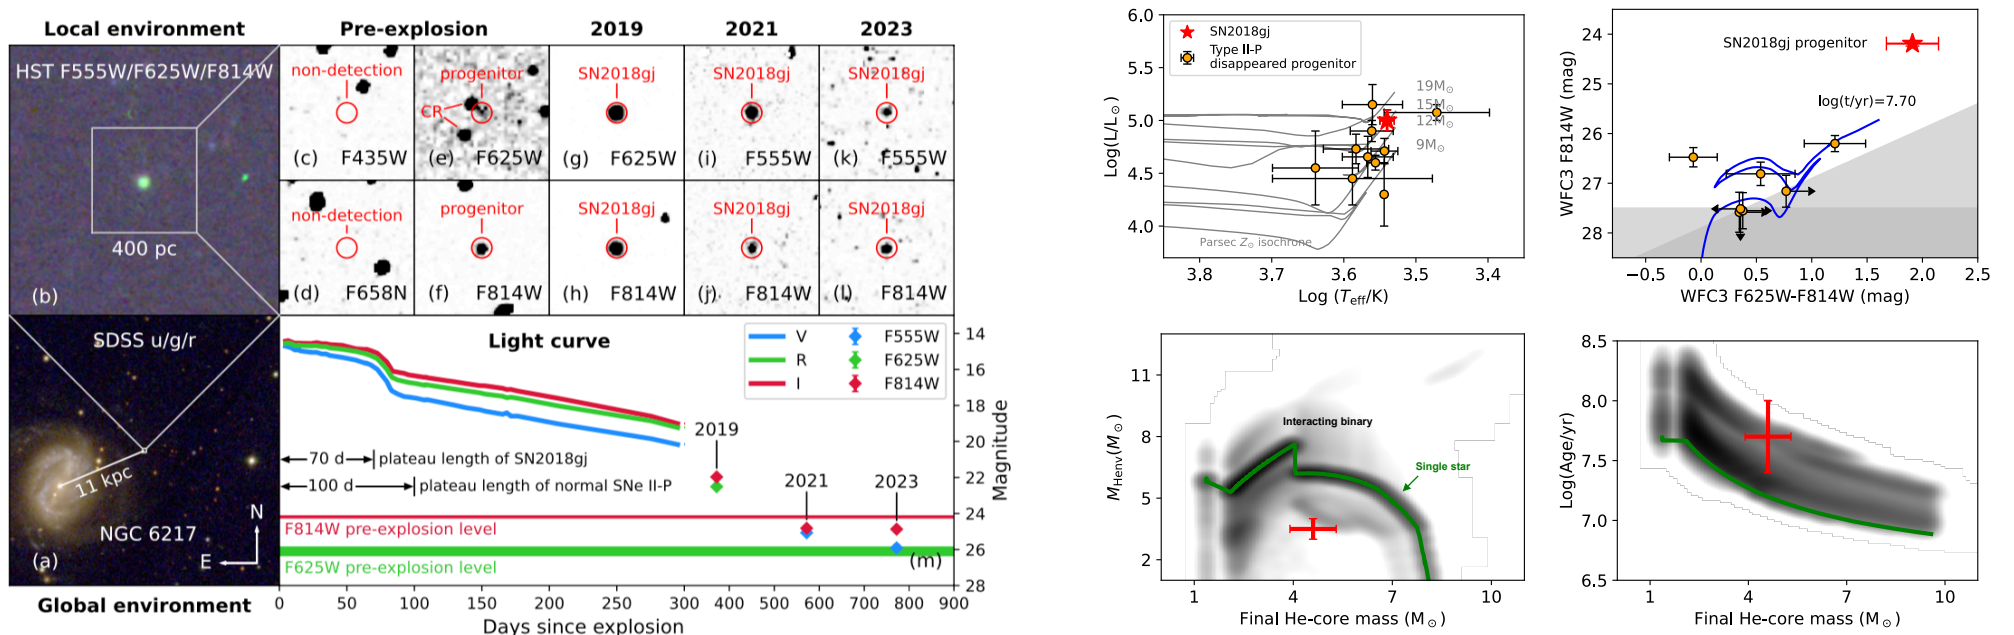 Local environment
Pre-explosion
2019
2021
2023
HST F555W/F625W/F814W
400 pc
(b)
non-detection
(c) F435W
progenitor
CR
(e) F625W
SN2018gj
(g) F625W
SN2018gj
(i) F555W
SN2018gj
(k) F555W
non-detection
(d) F658N
progenitor
(f) F814W
SN2018gj
(h) F814W
SN2018gj
(j) F814W
SN2018gj
(l) F814W
SDSS u/g/r
11 kpc
NGC 6217
N
E
(a)
Global environment
Light curve
V F555W
R F625W
I F814W
2019
2021
2023
70 d plateau length of SN2018gj
100 d plateau length of normal SNe II-P
F814W pre-explosion level
F625W pre-explosion level
(m)
14
16
18
20
22
24
26
28
Magnitude
0 50 100 150 200 250 300 500 600 700 800 900
Days since explosion
6.0
5.5
5.0
4.5
4.0
Log(L/L⊙)
SN2018gj
Type II-P
disappeared progenitor
19M⊙
15M⊙
12M⊙
9M⊙
Parsec Z⊙ isochrone
3.8 3.7 3.6 3.5 3.4
Log (Teff/K)
24
25
26
27
28
WFC3 F814W (mag)
SN2018gj progenitor
log(t/yr)=7.70
−0.5 0.0 0.5 1.0 1.5 2.0 2.5
WFC3 F625W-F814W (mag)
11
8
5
2
MHenv(M⊙)
Interacting binary
Single star
1 4 7 10
Final He-core mass (M⊙)
8.5
8.0
7.5
7.0
6.5
Log(Age/yr)
1 4 7 10
Final He-core mass (M⊙)